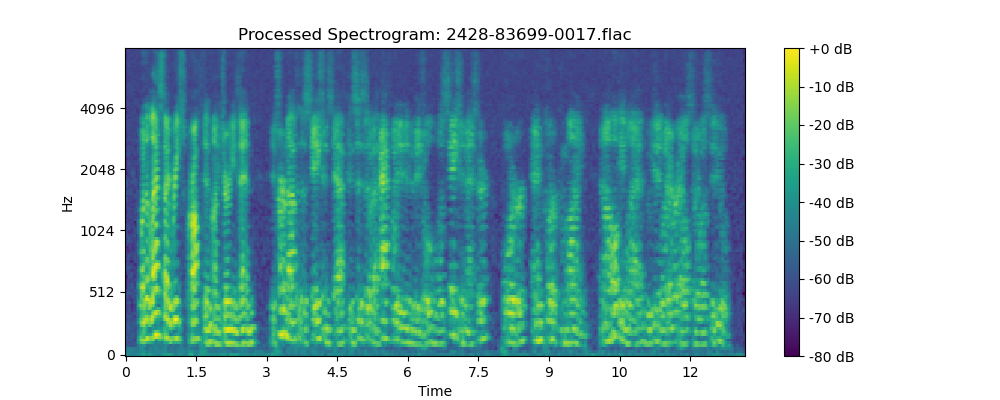 Processed Spectrogram: 2428-83699-0017.flac
+0 dB
-10 dB
-20 dB
-30 dB
-40 dB
-50 dB
-60 dB
-70 dB
-80 dB
Hz
4096
2048
1024
512
0
0 1.5 3 4.5 6 7.5 9 10 12
Time